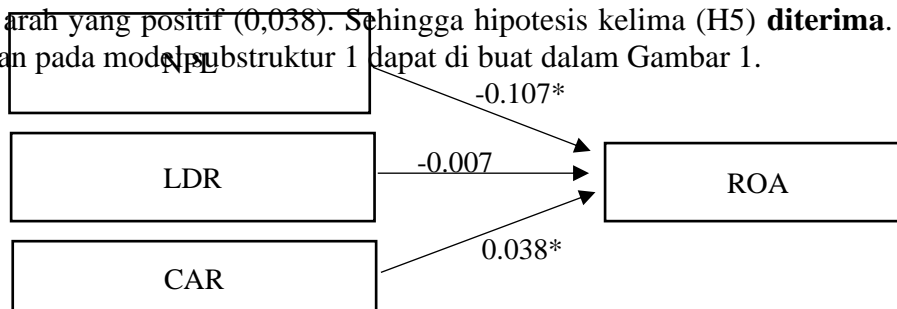 arah yang positif (0,038). Sehingga hipotesis kelima (H5) diterima.
an pada model substruktur 1 dapat di buat dalam Gambar 1.
NPL
-0.107*
LDR
-0.007
ROA
CAR
0.038*